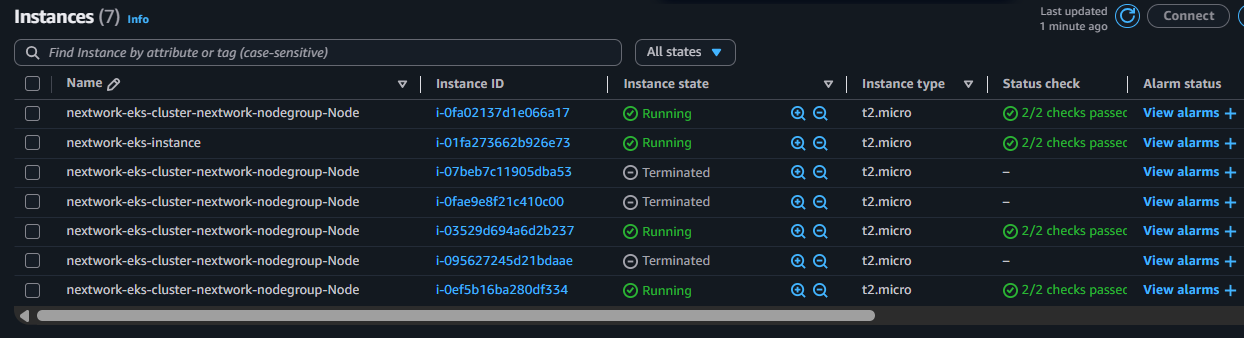 Instances (7) Info
Last updated
1 minute ago
Connect
Find Instance by attribute or tag (case-sensitive)
All states
Name Instance ID Instance state Instance type Status check Alarm status
nextwork-eks-cluster-nextwork-nodegroup-Node i-0fa02137d1e066a17 Running t2.micro 2/2 checks passec View alarms +
nextwork-eks-instance i-01fa273662b926e73 Running t2.micro 2/2 checks passec View alarms +
nextwork-eks-cluster-nextwork-nodegroup-Node i-07beb7c11905dba53 Terminated t2.micro – View alarms +
nextwork-eks-cluster-nextwork-nodegroup-Node i-0fae9e8f21c410c00 Terminated t2.micro – View alarms +
nextwork-eks-cluster-nextwork-nodegroup-Node i-03529d694a6d2b237 Running t2.micro 2/2 checks passec View alarms +
nextwork-eks-cluster-nextwork-nodegroup-Node i-095627245d21bdaae Terminated t2.micro – View alarms +
nextwork-eks-cluster-nextwork-nodegroup-Node i-0ef5b16ba280df334 Running t2.micro 2/2 checks passec View alarms +